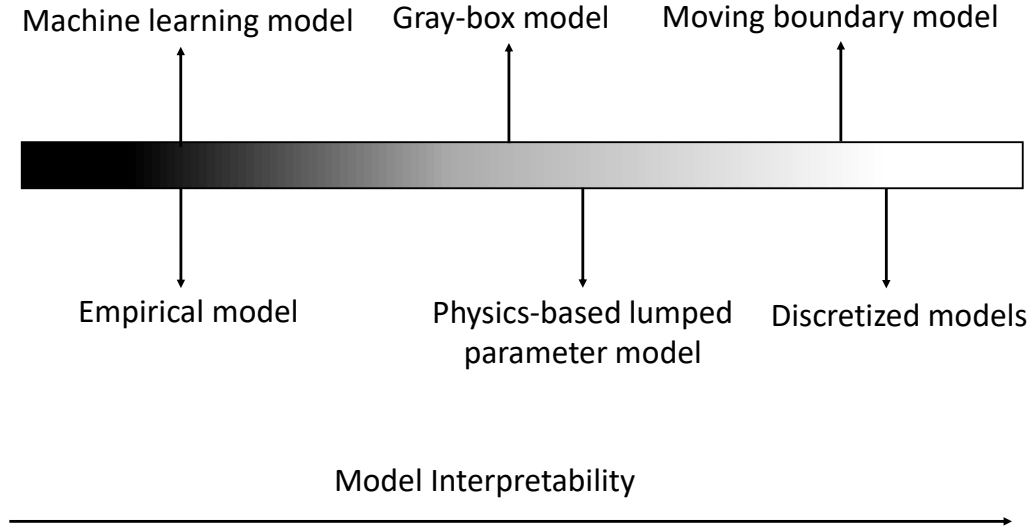 Machine learning model
Gray-box model
Moving boundary model
Empirical model
Physics-based lumped
parameter model
Discretized models
Model Interpretability